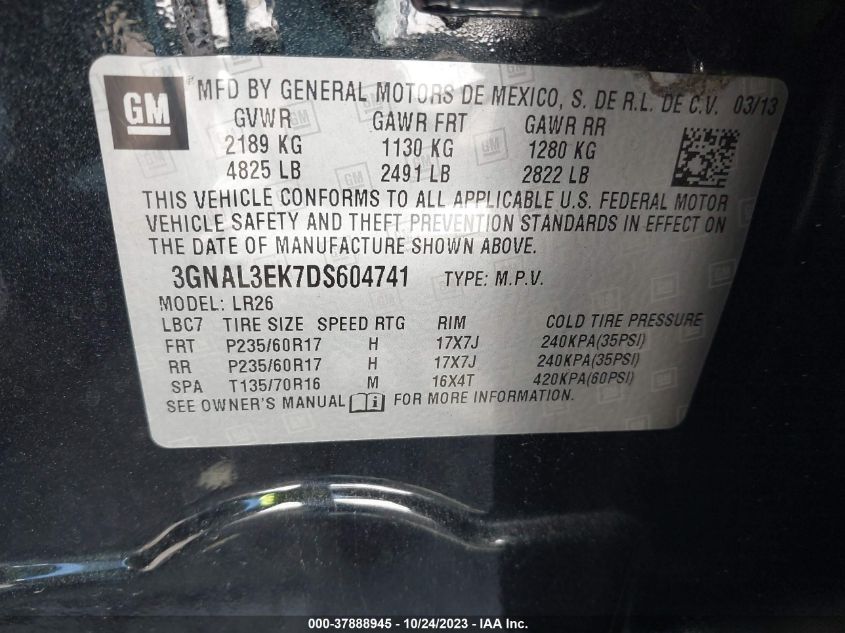 GM
® MFD BY GENERAL MOTORS DE MEXICO, S. DE R.L. DE C.V. 03/13
GVWR GAWR FRT GAWR RR
2189 KG 1130 KG 1280 KG
4825 LB 2491 LB 2822 LB
THIS VEHICLE CONFORMS TO ALL APPLICABLE U.S. FEDERAL MOTOR
VEHICLE SAFETY AND THEFT PREVENTION STANDARDS IN EFFECT ON
THE DATE OF MANUFACTURE SHOWN ABOVE.
3GNAL3EK7DS604741 TYPE: M.P.V.
MODEL: LR26
LBC7 TIRE SIZE SPEED RTG RIM COLD TIRE PRESSURE
FRT P235/60R17 H 17X7J 240KPA(35PSI)
RR P235/60R17 H 17X7J 240KPA(35PSI)
SPA T135/70R16 M 16X4T 420KPA(60PSI)
SEE OWNER'S MANUAL FOR MORE INFORMATION.
000-37888945 - 10/24/2023 - IAA Inc.